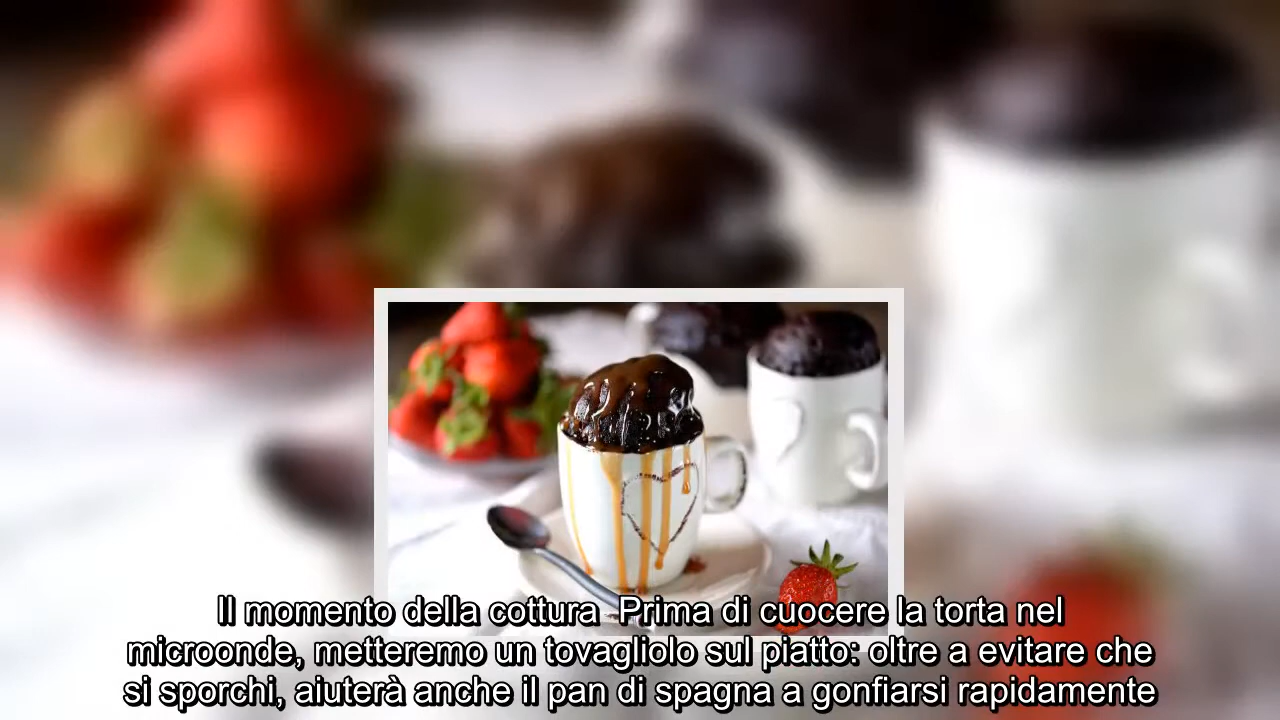 Il momento della cottura  Prima di cuocere la torta nel
microonde, metteremo un tovagliolo sul piatto: oltre a evitare che
si sporchi, aiuterà anche il pan di spagna a gonfiarsi rapidamente